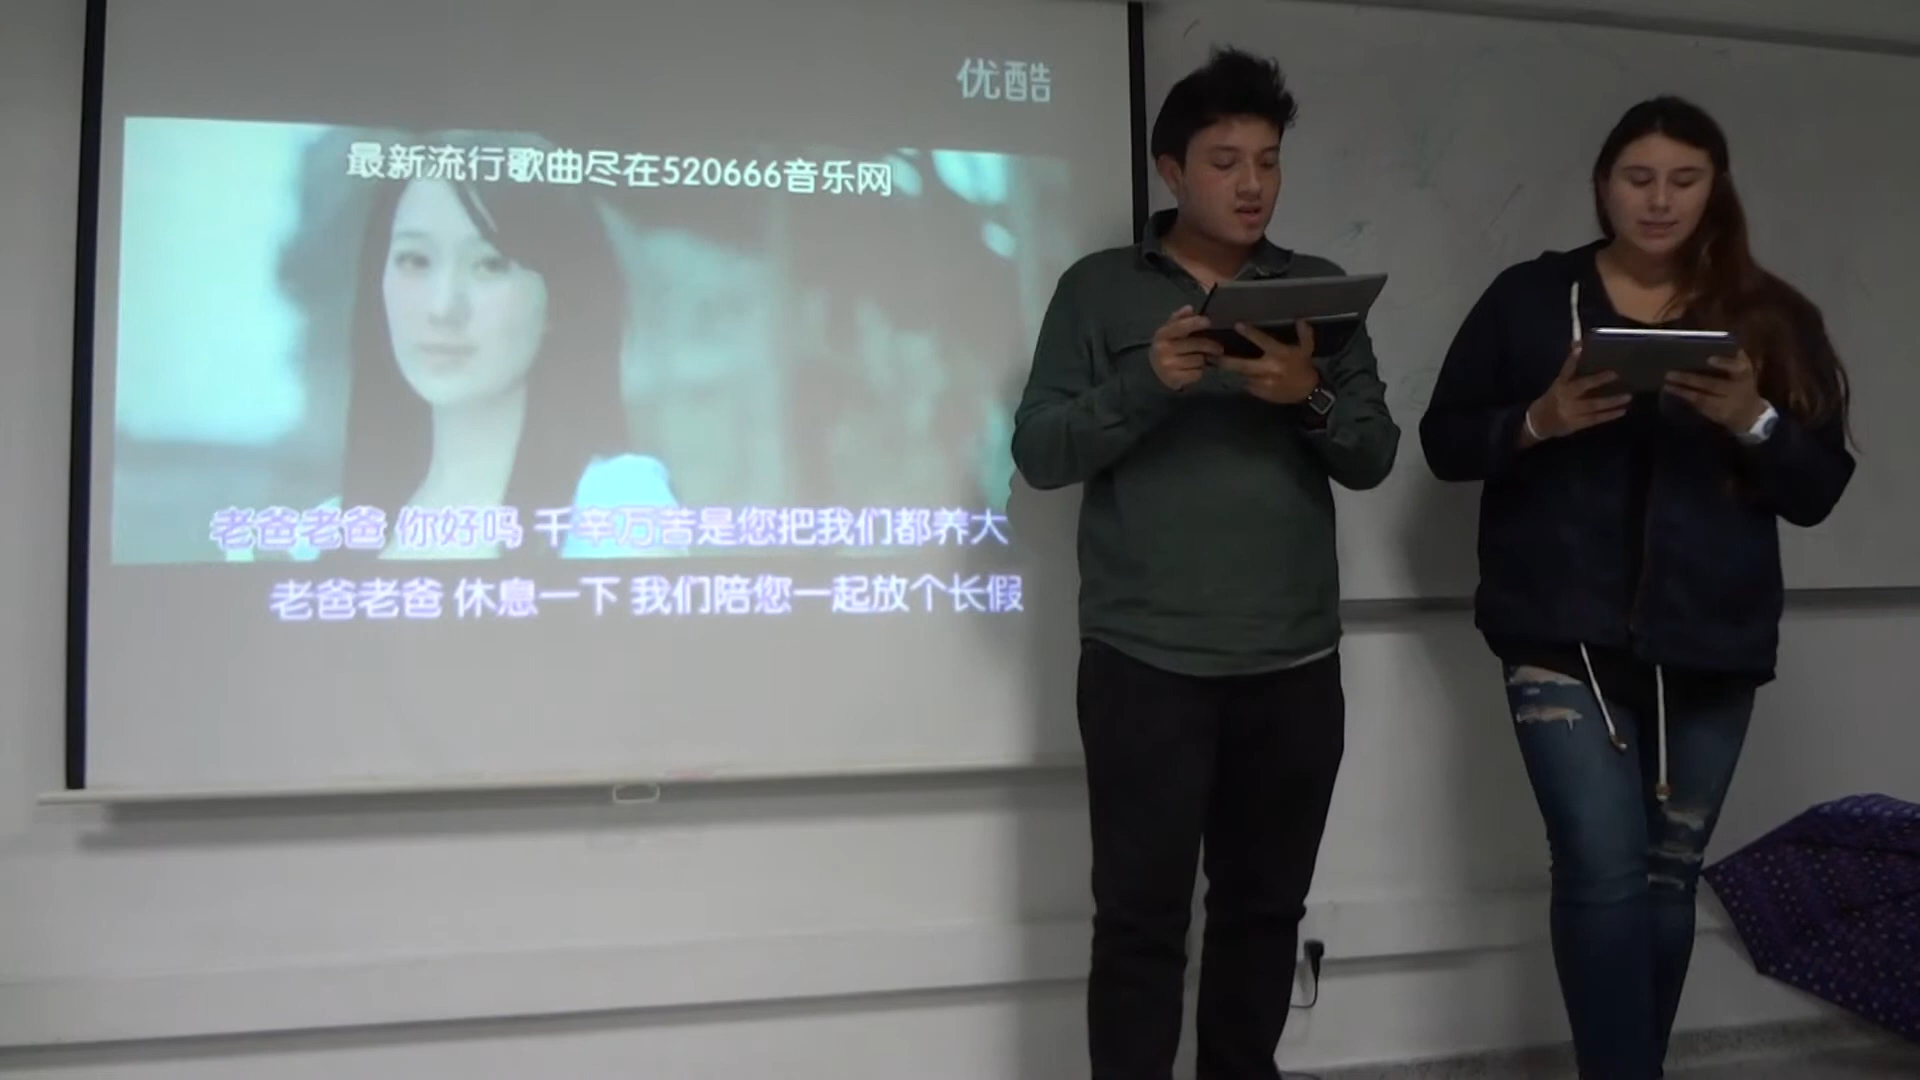 优酷
最新流行歌曲尽在520666音乐网
老爸老爸 你好吗 千辛万苦是您把我们都养大
老爸老爸 休息一下 我们陪您一起放个长假